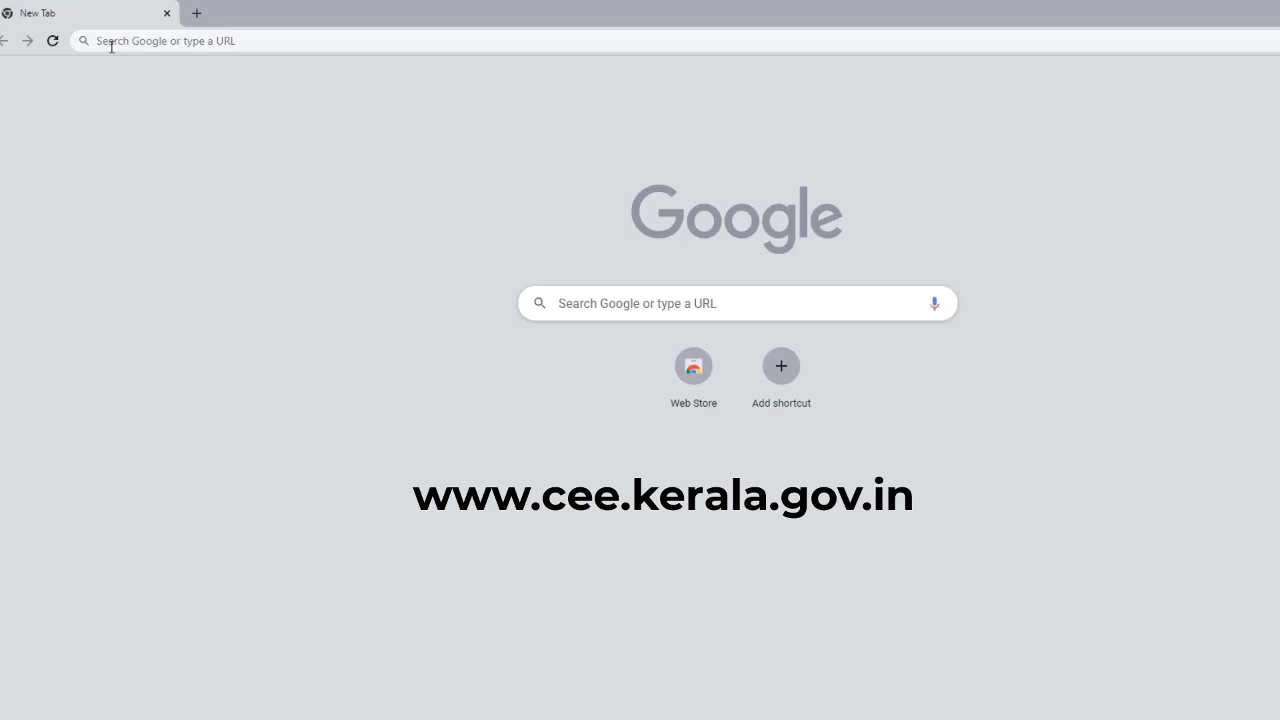 New Tab
Search Google or type a URL
Google
Search Google or type a URL
Web Store
Add shortcut
www.cee.kerala.gov.in